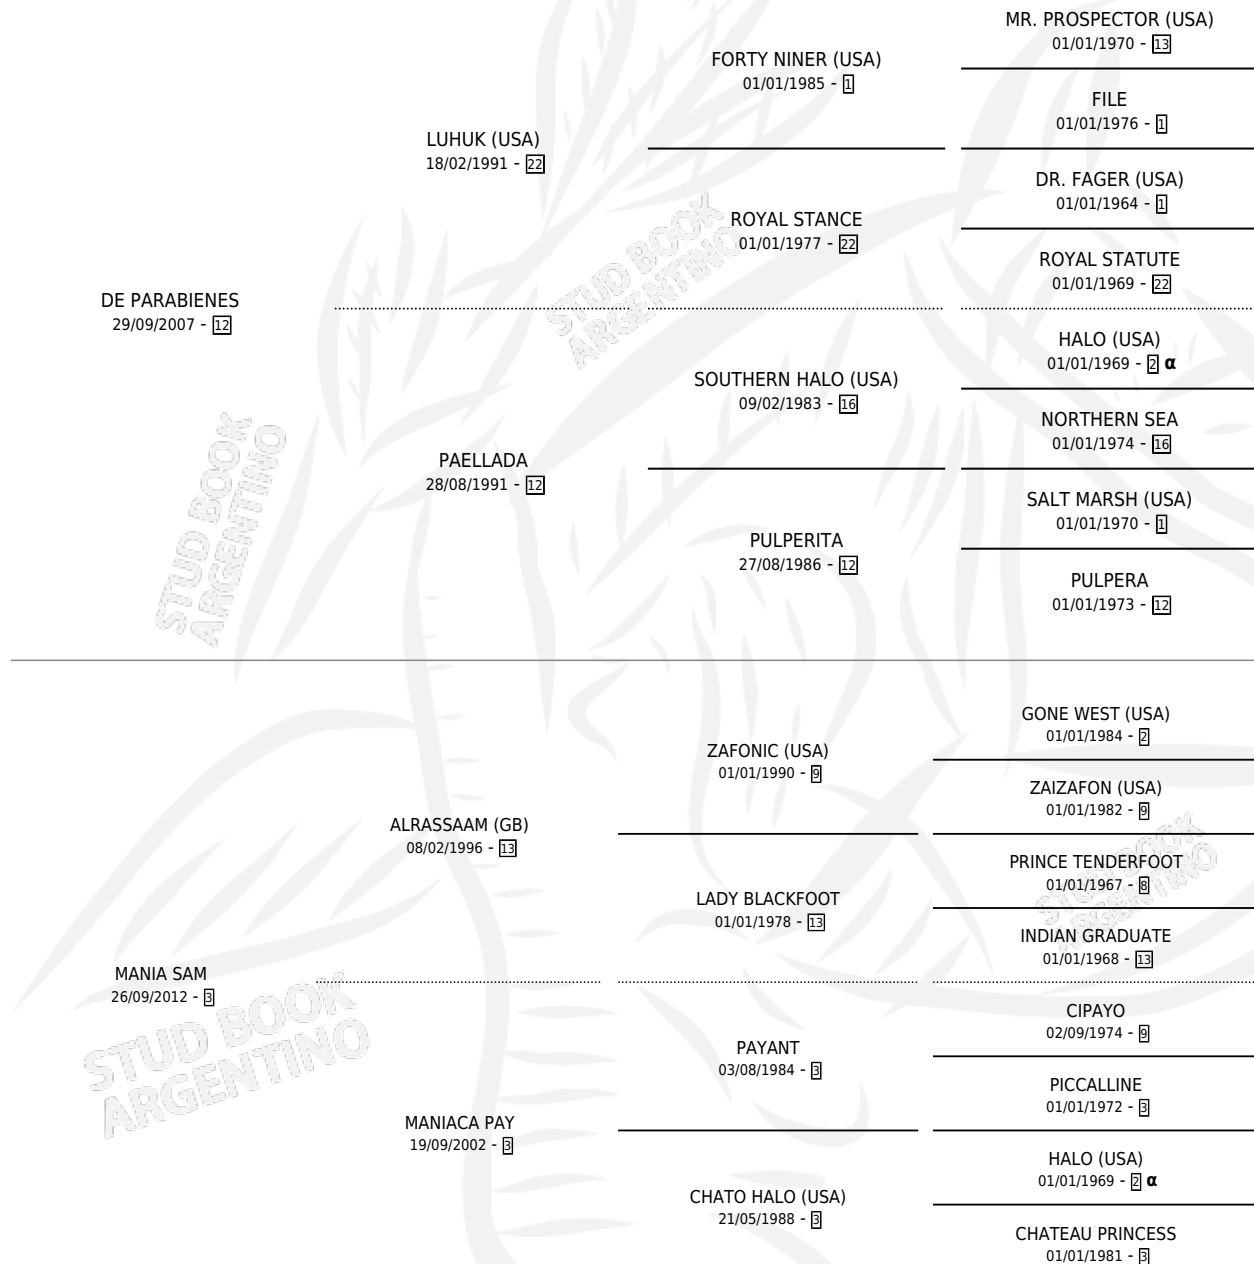 MR. PROSPECTOR (USA)
01/01/1970 - 13
FORTY NINER (USA)
01/01/1985 - 1
FILE
01/01/1976 - 1
LUHUK (USA)
18/02/1991 - 22
DR. FAGER (USA)
01/01/1964 - 1
ROYAL STANCE
01/01/1977 - 22
ROYAL STATUTE
01/01/1969 - 22
DE PARABIENES
29/09/2007 - 12
HALO (USA)
01/01/1969 - 2 α
SOUTHERN HALO (USA)
09/02/1983 - 16
NORTHERN SEA
01/01/1974 - 16
PAELLADA
28/08/1991 - 12
SALT MARSH (USA)
01/01/1970 - 1
PULPERITA
27/08/1986 - 12
PULPERA
01/01/1973 - 12
GONE WEST (USA)
01/01/1984 - 2
ZAFONIC (USA)
01/01/1990 - 9
ZAIZAFON (USA)
01/01/1982 - 9
ALRASSAAM (GB)
08/02/1996 - 13
PRINCE TENDERFOOT
01/01/1967 - 8
LADY BLACKFOOT
01/01/1978 - 13
INDIAN GRADUATE
01/01/1968 - 13
MANIA SAM
26/09/2012 - 3
CIPAYO
02/09/1974 - 9
PAYANT
03/08/1984 - 3
PICCALLINE
01/01/1972 - 3
MANIACA PAY
19/09/2002 - 3
HALO (USA)
01/01/1969 - 2 α
CHATO HALO (USA)
21/05/1988 - 3
CHATEAU PRINCESS
01/01/1981 - 3
STUD BOOK
ARGENTINO
STUD BOOK
ARGENTINO
STUD BOOK
ARGENTINO
STUD BOOK
ARGENTINO